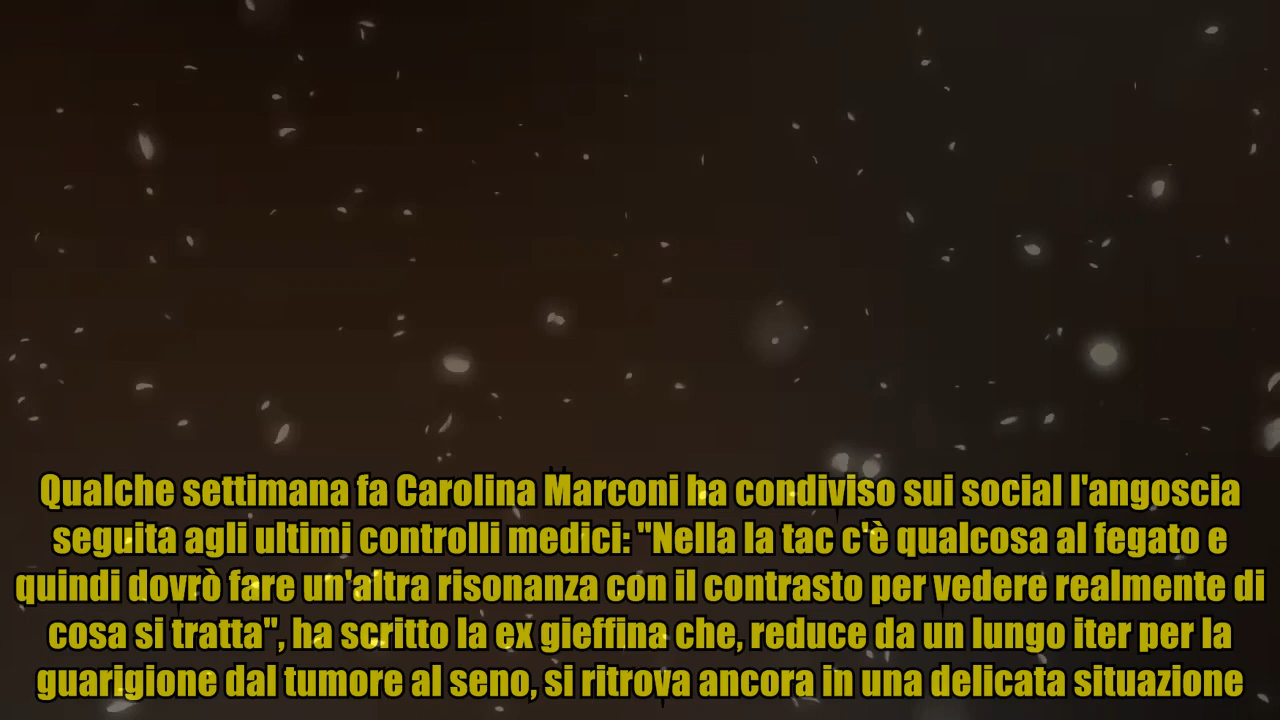 Qualche settimana fa Carolina Marconi ha condiviso sui social l'angoscia
seguita agli ultimi controlli medici: "Nella la tac c'è qualcosa al fegato e
quindi dovrò fare un'altra risonanza con il contrasto per vedere realmente di
cosa si tratta", ha scritto la ex gieffina che, reduce da un lungo iter per la
guarigione dal tumore al seno, si ritrova ancora in una delicata situazione